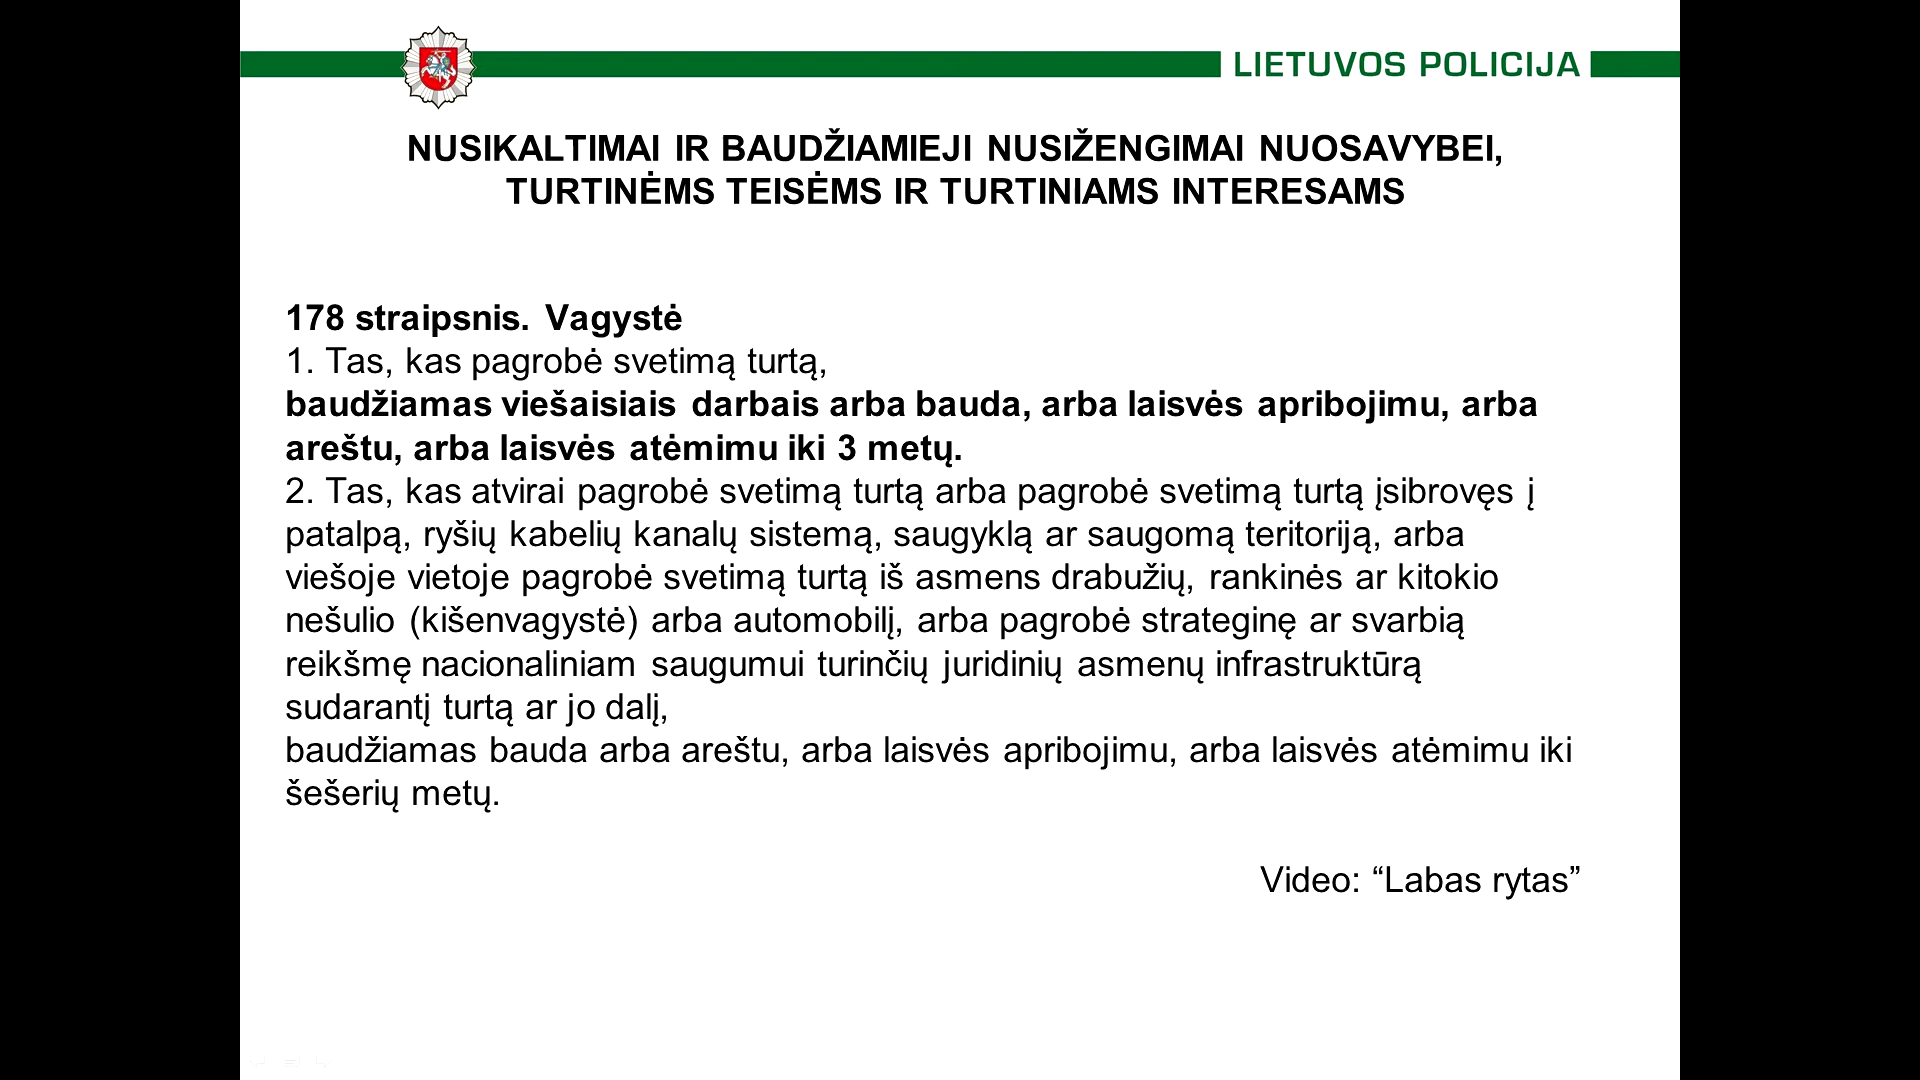 LIETUVOS POLICIJA
NUSIKALTIMAI IR BAUDŽIAMIEJI NUSIŽENGIMAI NUOSAVYBEI,
TURTINĖMS TEISĖMS IR TURTINIAMS INTERESAMS
178 straipsnis. Vagystė
1. Tas, kas pagrobė svetimą turtą,
baudžiamas viešaisiais darbais arba bauda, arba laisvės apribojimu, arba
areštu, arba laisvės atėmimu iki 3 metų.
2. Tas, kas atvirai pagrobė svetimą turtą arba pagrobė svetimą turtą įsibrovęs į
patalpą, ryšių kabelių kanalų sistemą, saugyklą ar saugomą teritoriją, arba
viešoje vietoje pagrobė svetimą turtą iš asmens drabužių, rankinės ar kitokio
nešulio (kišenvagystė) arba automobilį, arba pagrobė strateginę ar svarbią
reikšmę nacionaliniam saugumui turinčių juridinių asmenų infrastruktūrą
sudarantį turtą ar jo dalį,
baudžiamas bauda arba areštu, arba laisvės apribojimu, arba laisvės atėmimu iki
šešerių metų.
Video: “Labas rytas”